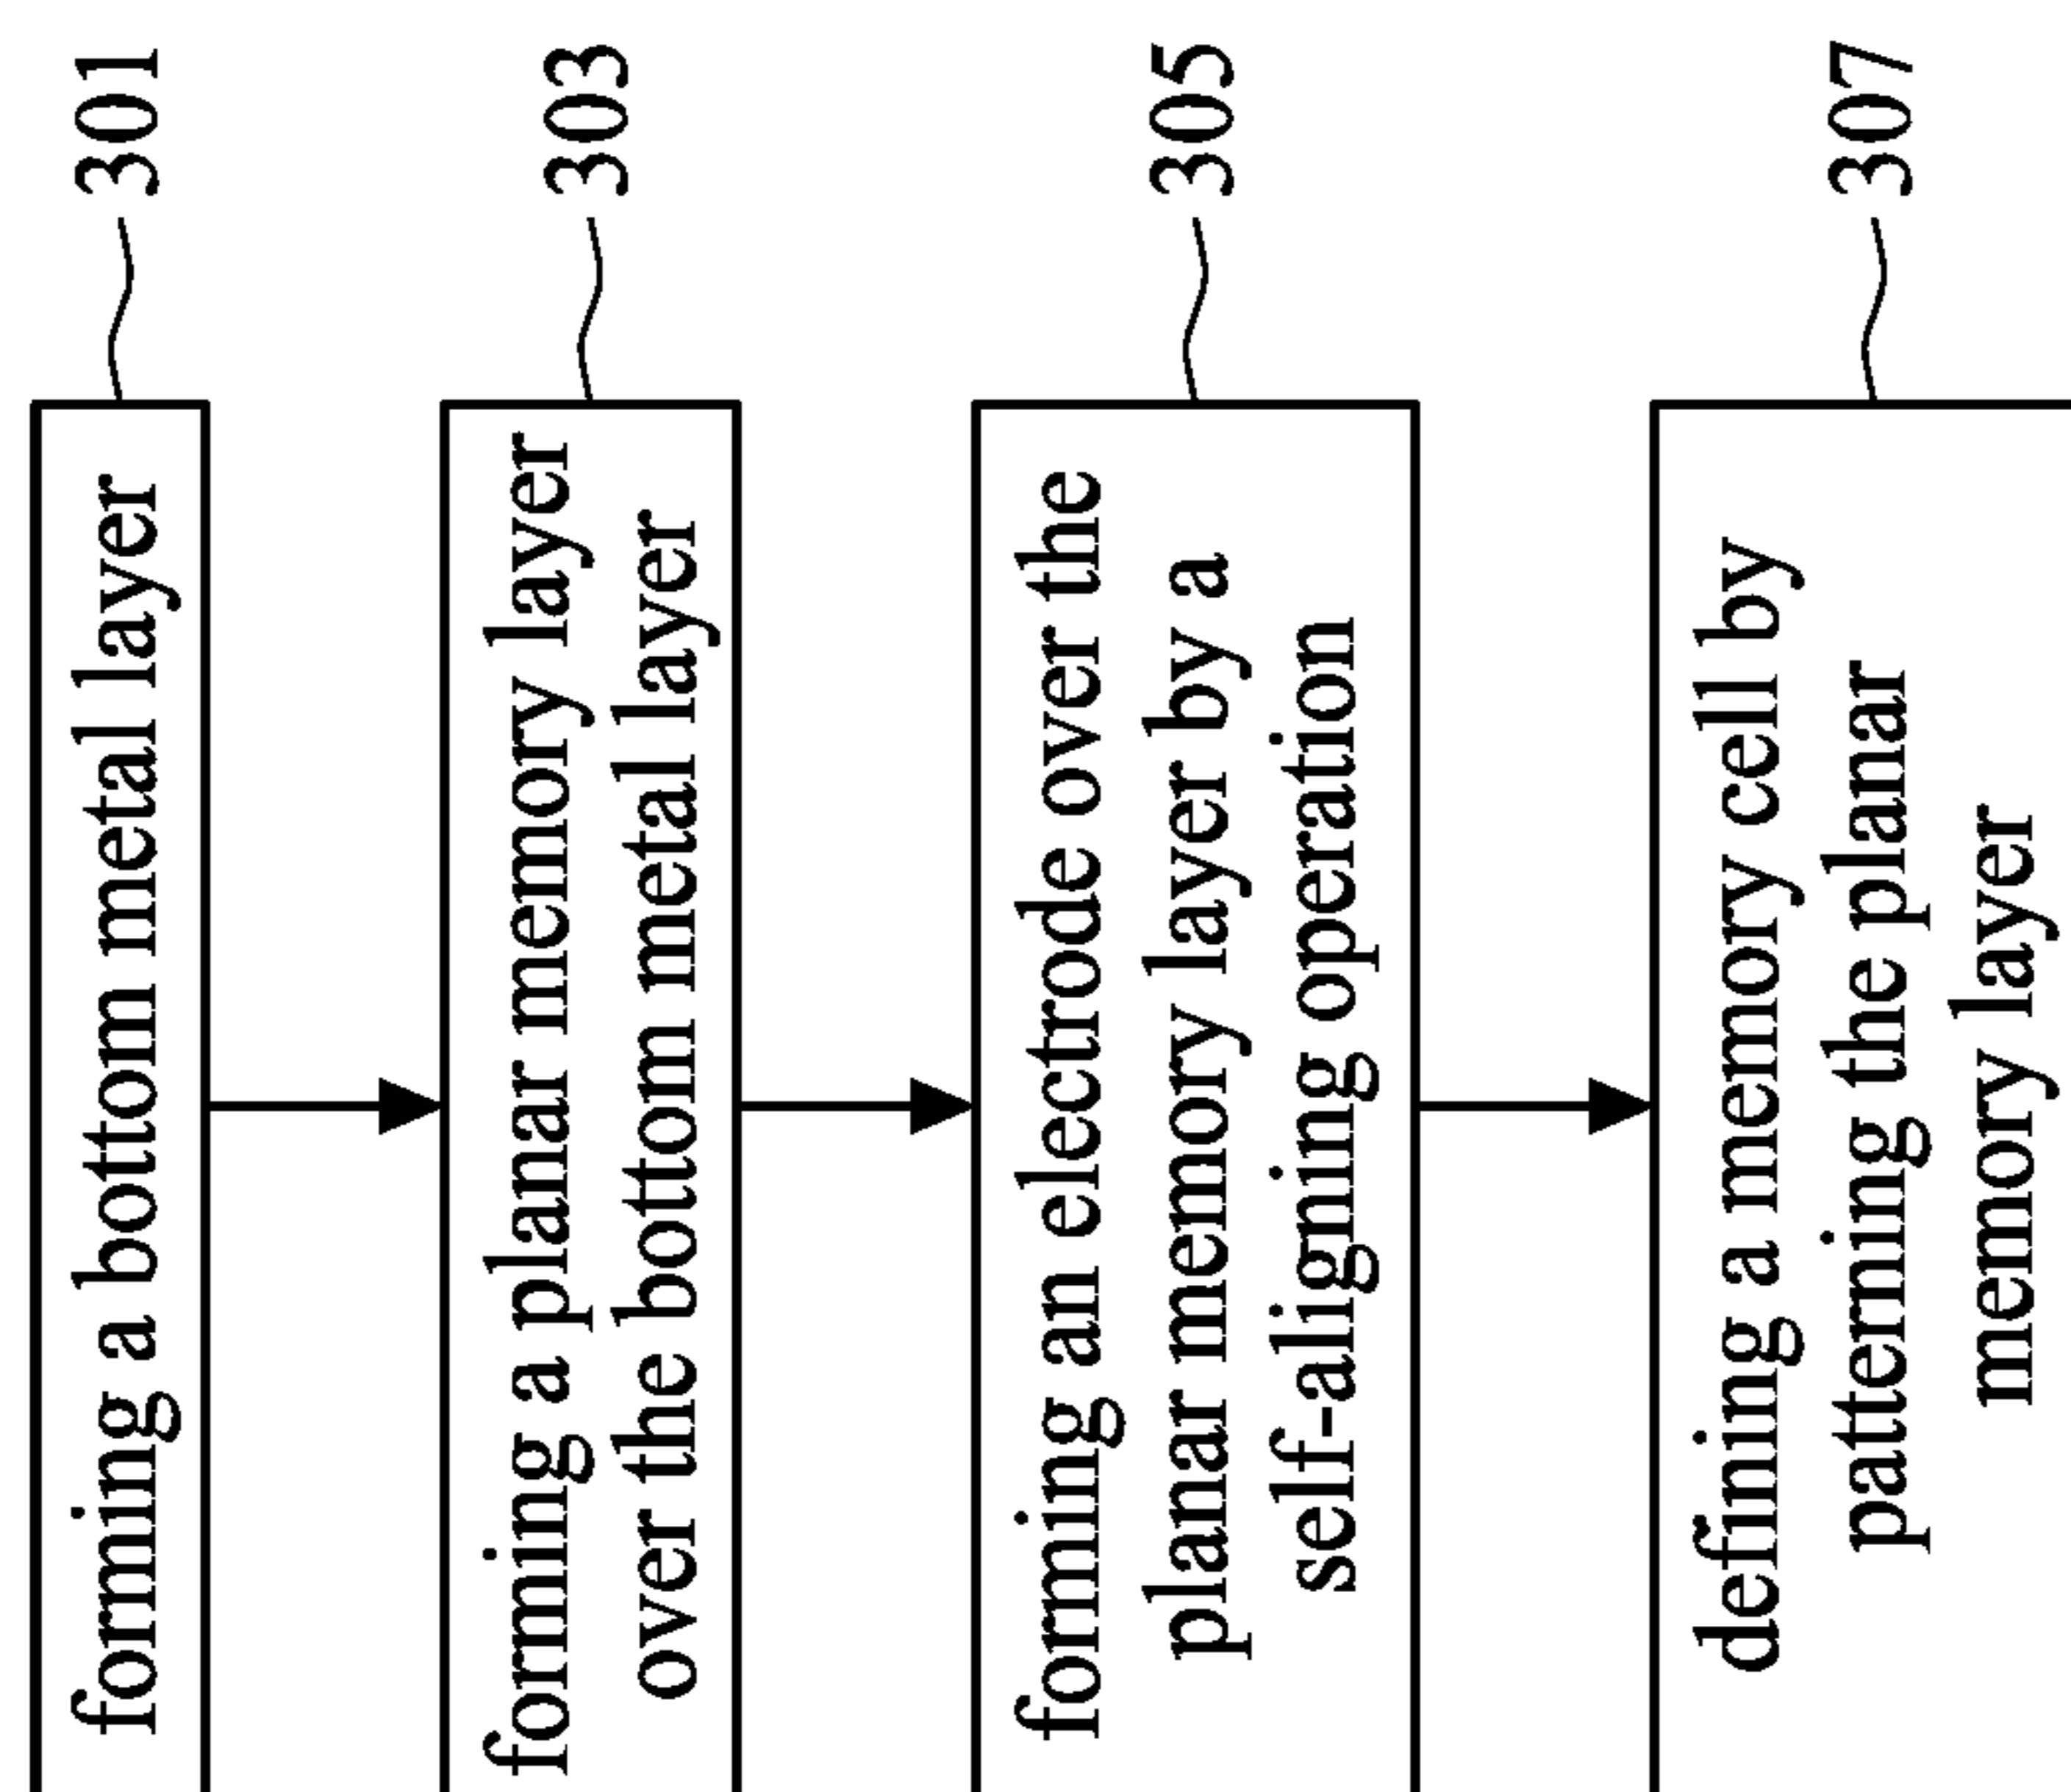 forming a bottom metal layer
301
forming a planar memory layer
over the bottom metal layer
303
forming an electrode over the
planar memory layer by a
self-aligning operation
305
defining a memory cell by
patterning the planar
memory layer
307